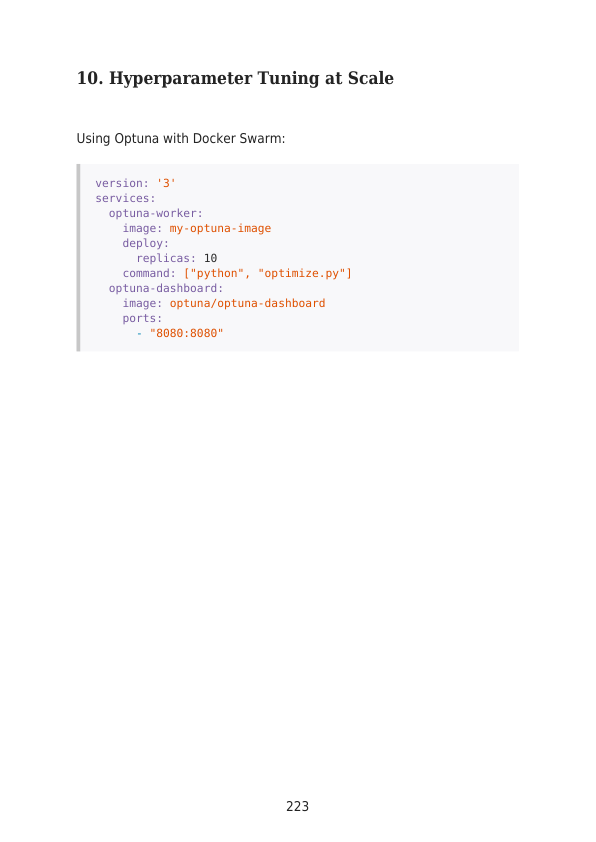 10. Hyperparameter Tuning at Scale
Using Optuna with Docker Swarm:
version: '3'
services:
  optuna-worker:
    image: my-optuna-image
    deploy:
      replicas: 10
    command: ["python", "optimize.py"]
  optuna-dashboard:
    image: optuna/optuna-dashboard
    ports:
      - "8080:8080"
223